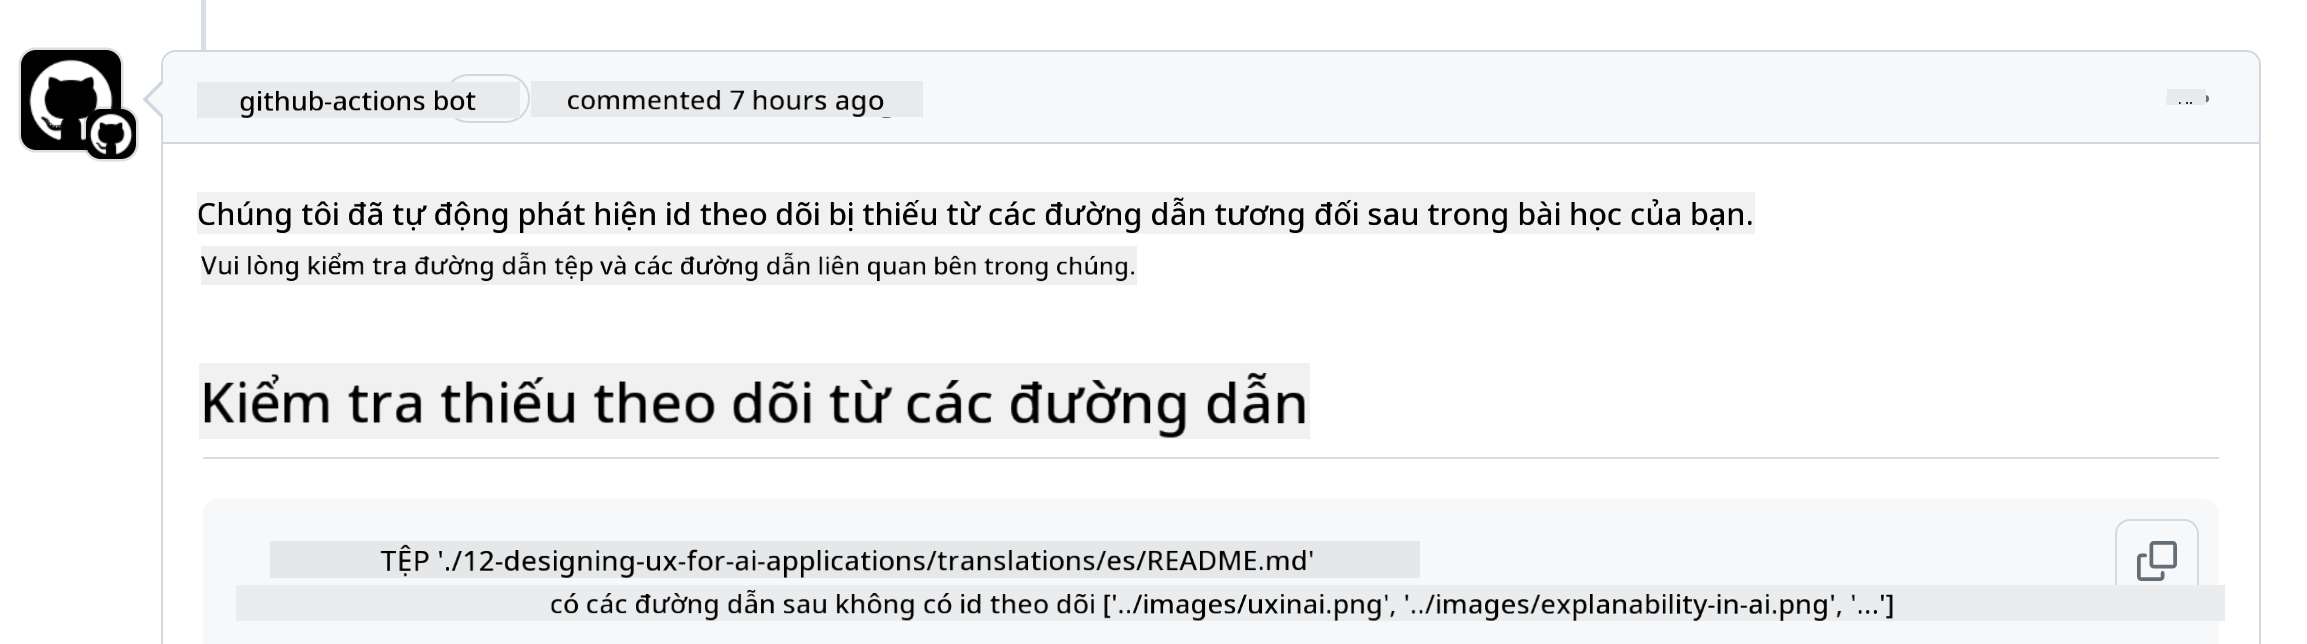 github-actions bot commented 7 hours ago
Chúng tôi đã tự động phát hiện id theo dõi bị thiếu từ các đường dẫn tương đối sau trong bài học của bạn.
Vui lòng kiểm tra đường dẫn tệp và các đường dẫn liên quan bên trong chúng.
Kiểm tra thiếu theo dõi từ các đường dẫn
TỆP './12-designing-ux-for-ai-applications/translations/es/README.md'
có các đường dẫn sau không có id theo dõi ['../images/uxinai.png', '../images/explanability-in-ai.png', '...']